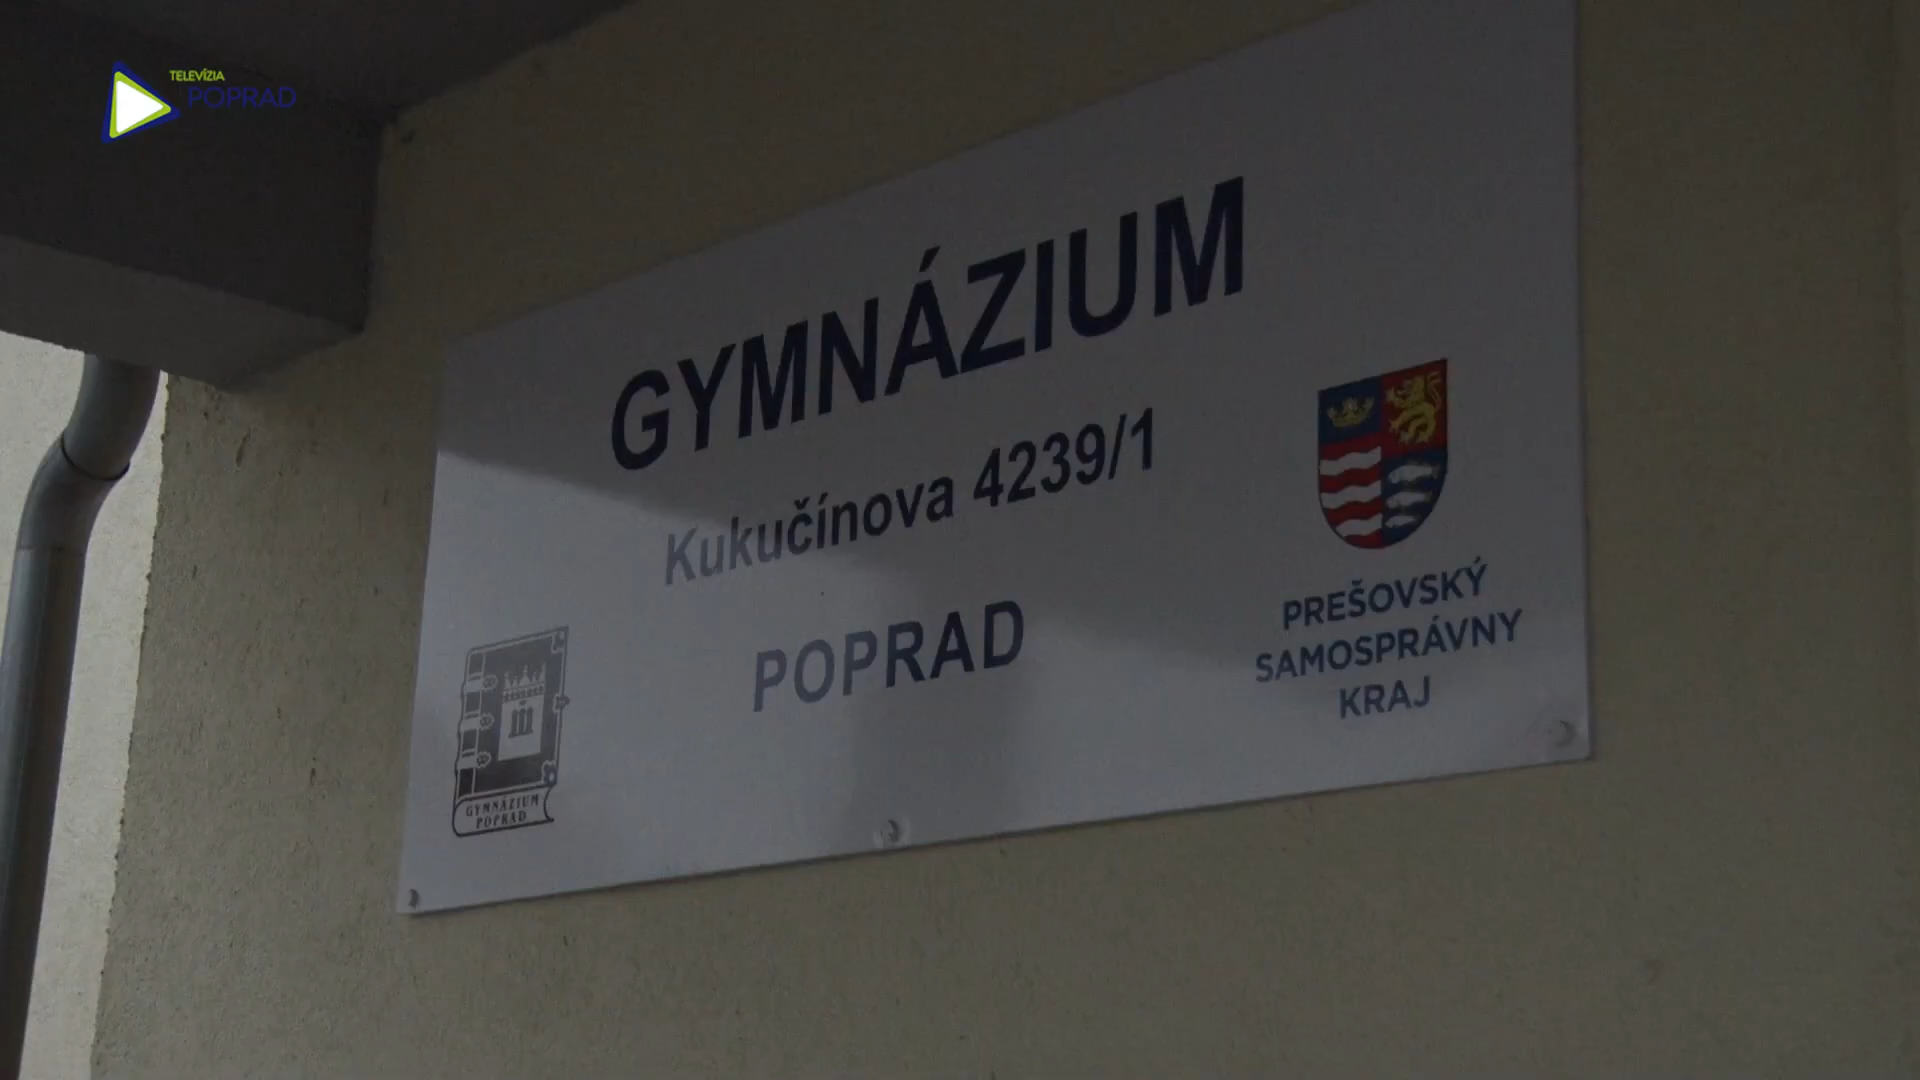 TELEVÍZIA
POPRAD
GYMNÁZIUM
Kukučínova 4239/1
POPRAD
GYMNÁZIUM
POPRAD
PREŠOVSKÝ
SAMOSPRÁVNY
KRAJ